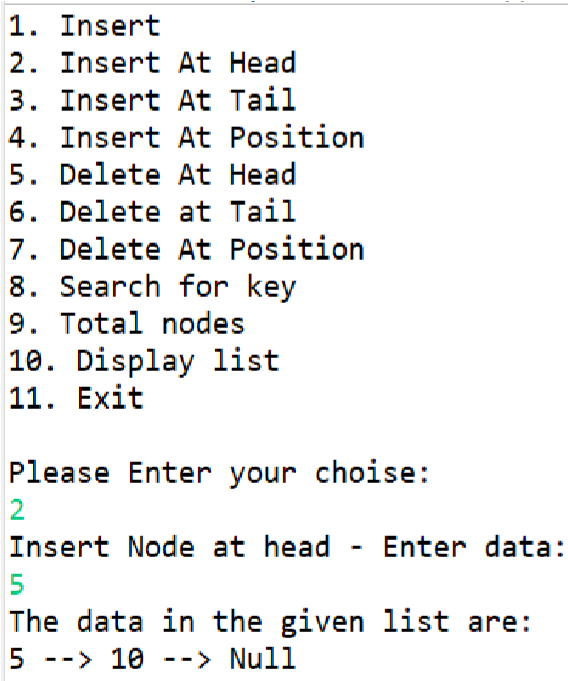 1. Insert
2. Insert At Head
3. Insert At Tail
4. Insert At Position
5. Delete At Head
6. Delete at Tail
7. Delete At Position
8. Search for key
9. Total nodes
10. Display list
11. Exit
Please Enter your choise:
2
Insert Node at head - Enter data:
5
The data in the given list are:
5 --> 10 --> Null